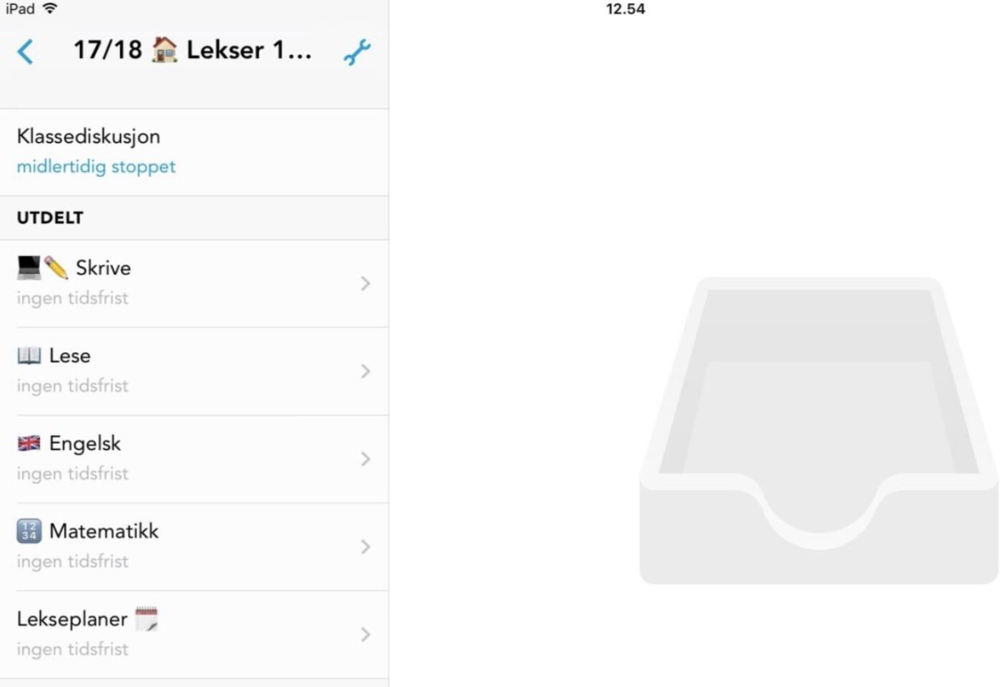 iPad
12.54
17/18 🏠 Lekser 1...
Klassediskusjon
midlertidig stoppet
UTDELT
💻✏️ Skrive
ingen tidsfrist
📖 Lese
ingen tidsfrist
🇬🇧 Engelsk
ingen tidsfrist
🔢 Matematikk
ingen tidsfrist
Lekseplaner 🗓
ingen tidsfrist